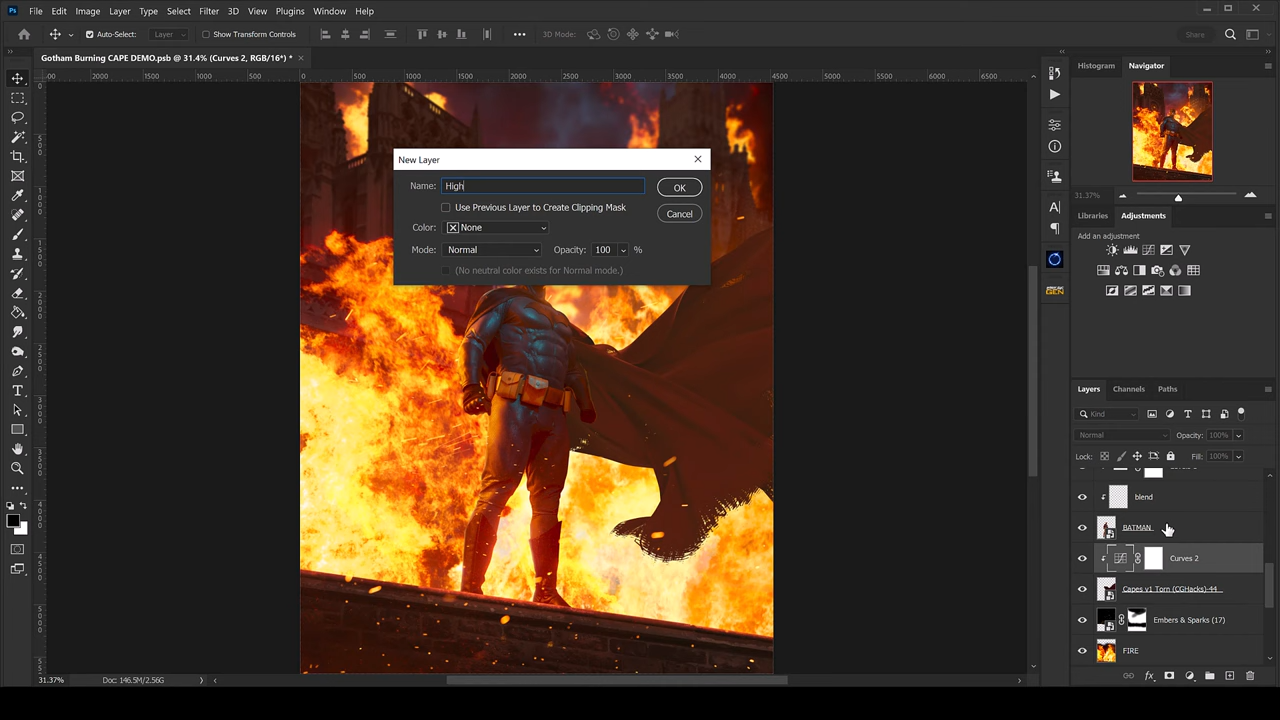 Ps File Edit Image Layer Type Select Filter 3D View Plugins Window Help
Auto-Select: Layer Show Transform Controls 3D Mode: Share
Gotham Burning CAPE DEMO.psb @ 31.4% (Curves 2, RGB/16*) *
2000 1500 1000 500 0 500 1000 1500 2000 2500 3000 3500 4000 4500 5000 5500 6000 6500
Histogram Navigator
New Layer
Name: High
OK
Use Previous Layer to Create Clipping Mask
Cancel
Color: None
Mode: Normal Opacity: 100 %
(No neutral color exists for Normal mode.)
31.37%
Libraries Adjustments
Add an adjustment
Layers Channels Paths
Kind
Normal Opacity: 100%
Lock: Fill: 100%
blend
BATMAN
Curves 2
Capes v1 Torn (CGHacks)-44
Embers & Sparks (17)
FIRE
31.37% Doc: 146.5M/2.56G